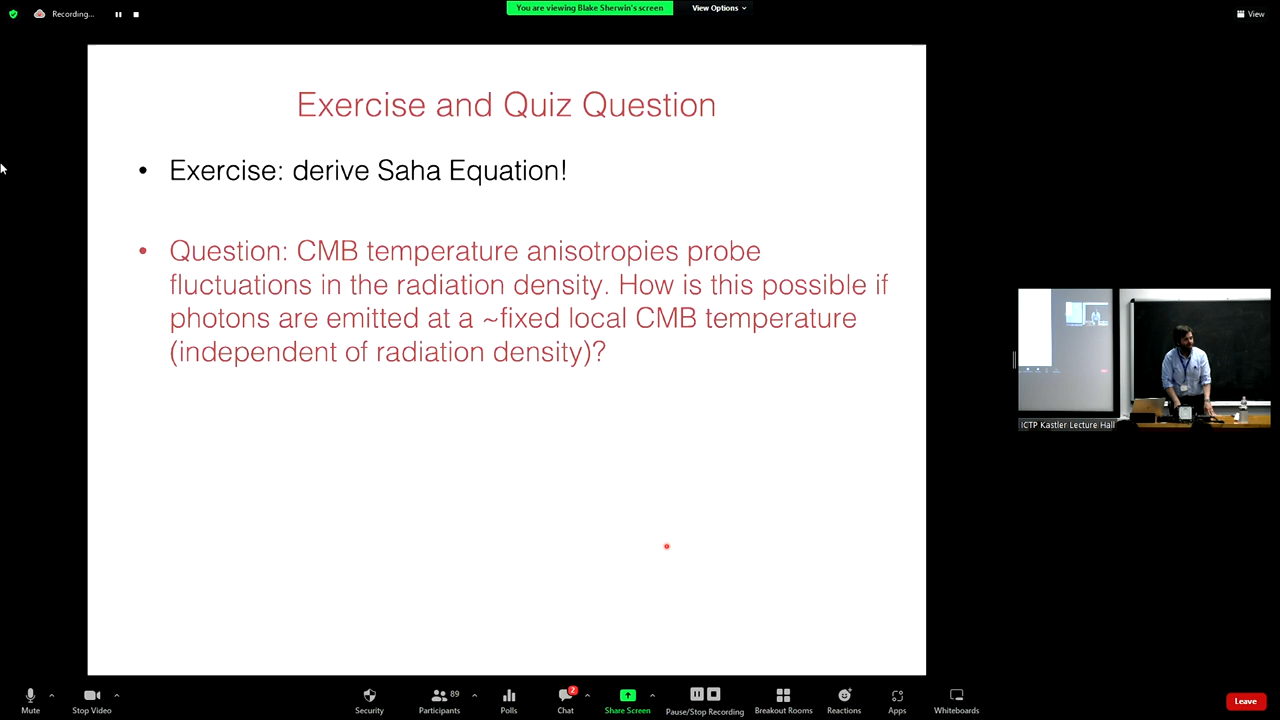 Recording...
You are viewing Blake Sherwin's screen
View Options
View
Exercise and Quiz Question
• Exercise: derive Saha Equation!
• Question: CMB temperature anisotropies probe
fluctuations in the radiation density. How is this possible if
photons are emitted at a ~fixed local CMB temperature
(independent of radiation density)?
ICTP Kastler Lecture Hall
Mute
Stop Video
Security
89
Participants
Polls
2
Chat
Share Screen
Pause/Stop Recording
Breakout Rooms
Reactions
Apps
Whiteboards
Leave